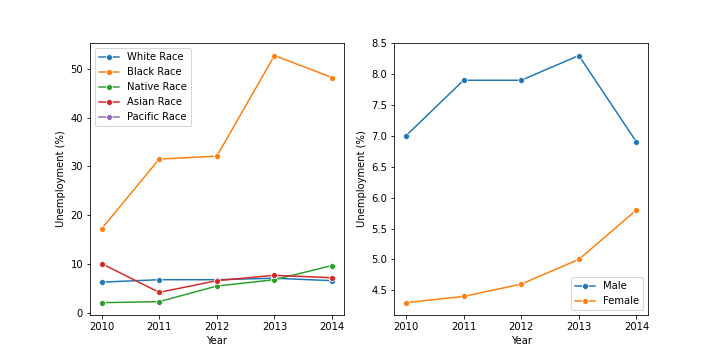 White Race
Black Race
Native Race
Asian Race
Pacific Race
50
40
30
20
10
0
Unemployment (%)
2010 2011 2012 2013 2014
Year
8.5
8.0
7.5
7.0
6.5
6.0
5.5
5.0
4.5
Unemployment (%)
Male
Female
2010 2011 2012 2013 2014
Year